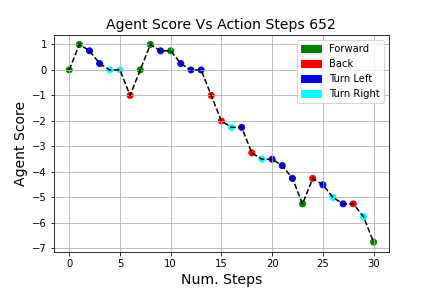 Agent Score Vs Action Steps 652
Agent Score
1
0
−1
−2
−3
−4
−5
−6
−7
Forward
Back
Turn Left
Turn Right
0 5 10 15 20 25 30
Num. Steps